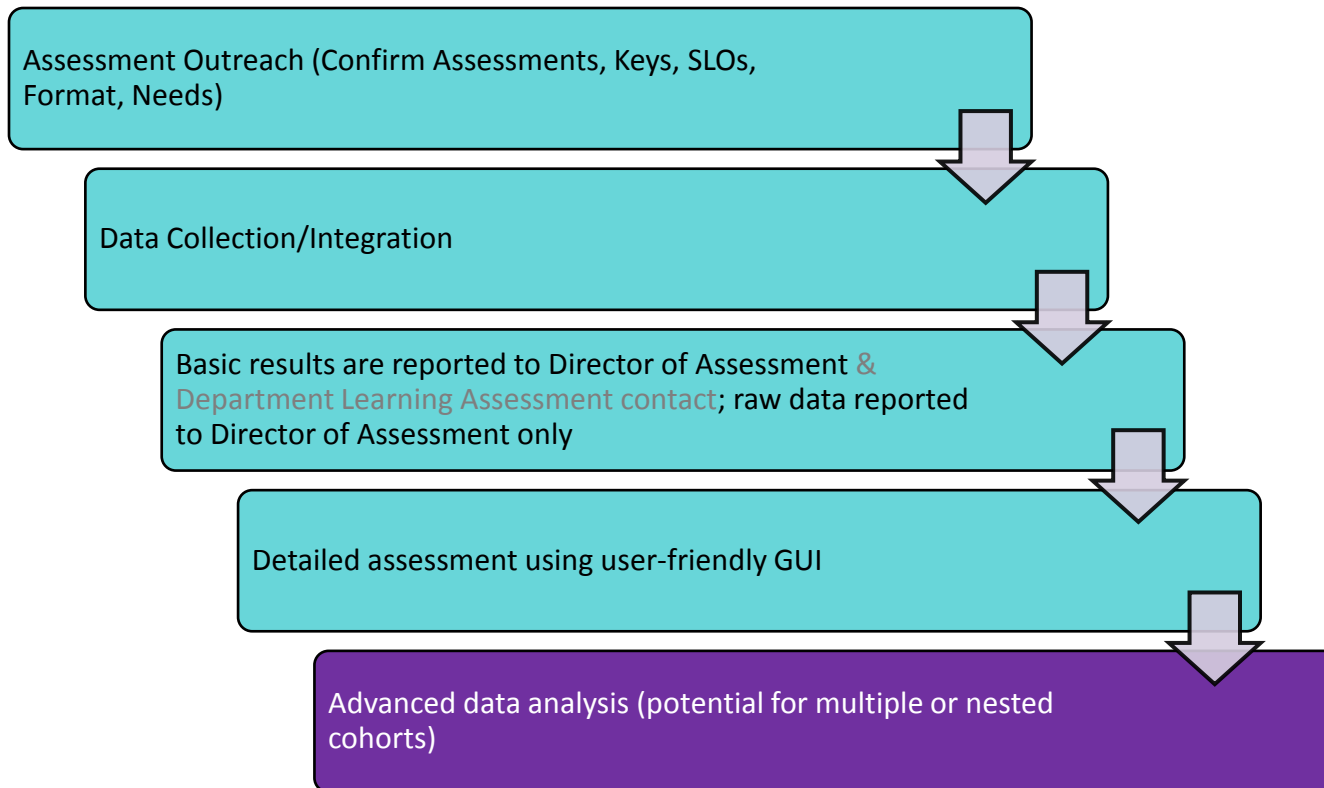 Assessment Outreach (Confirm Assessments, Keys, SLOs,
Format, Needs)
Data Collection/Integration
Basic results are reported to Director of Assessment &
Department Learning Assessment contact; raw data reported
to Director of Assessment only
Detailed assessment using user-friendly GUI
Advanced data analysis (potential for multiple or nested
cohorts)